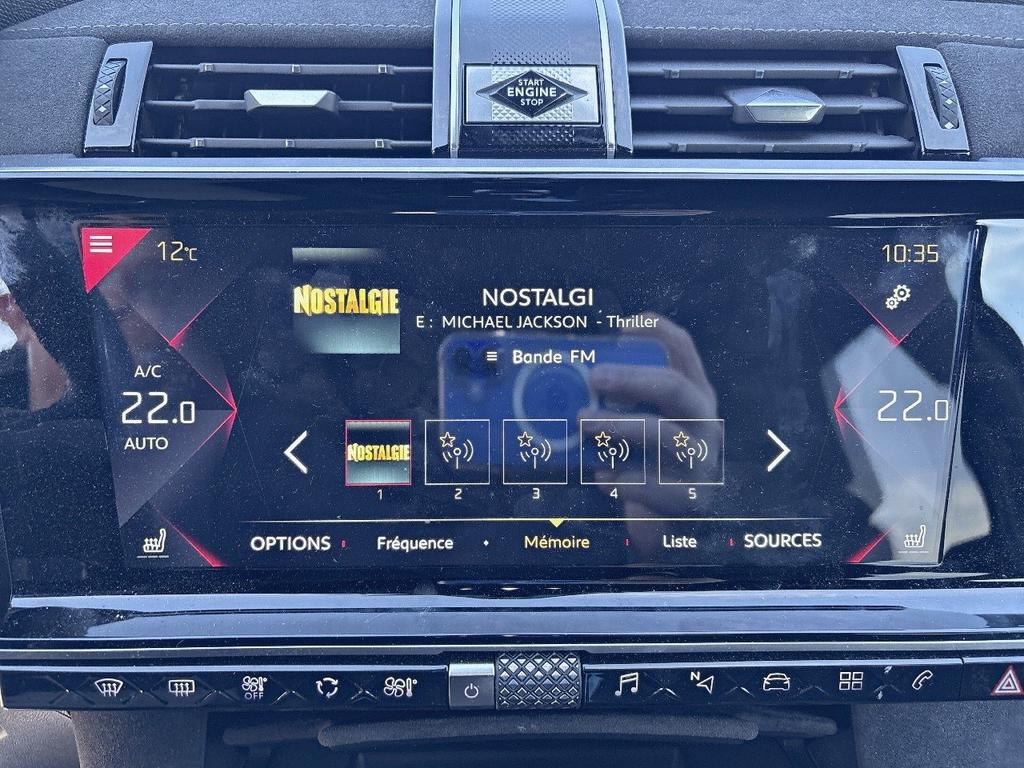 START
ENGINE
STOP
12°C
10:35
NOSTALGIE
NOSTALGI
E : MICHAEL JACKSON - Thriller
Bande FM
A/C
22.0
AUTO
22.0
NOSTALGIE
1
2
3
4
5
OPTIONS
Fréquence
Mémoire
Liste
SOURCES
OFF
N